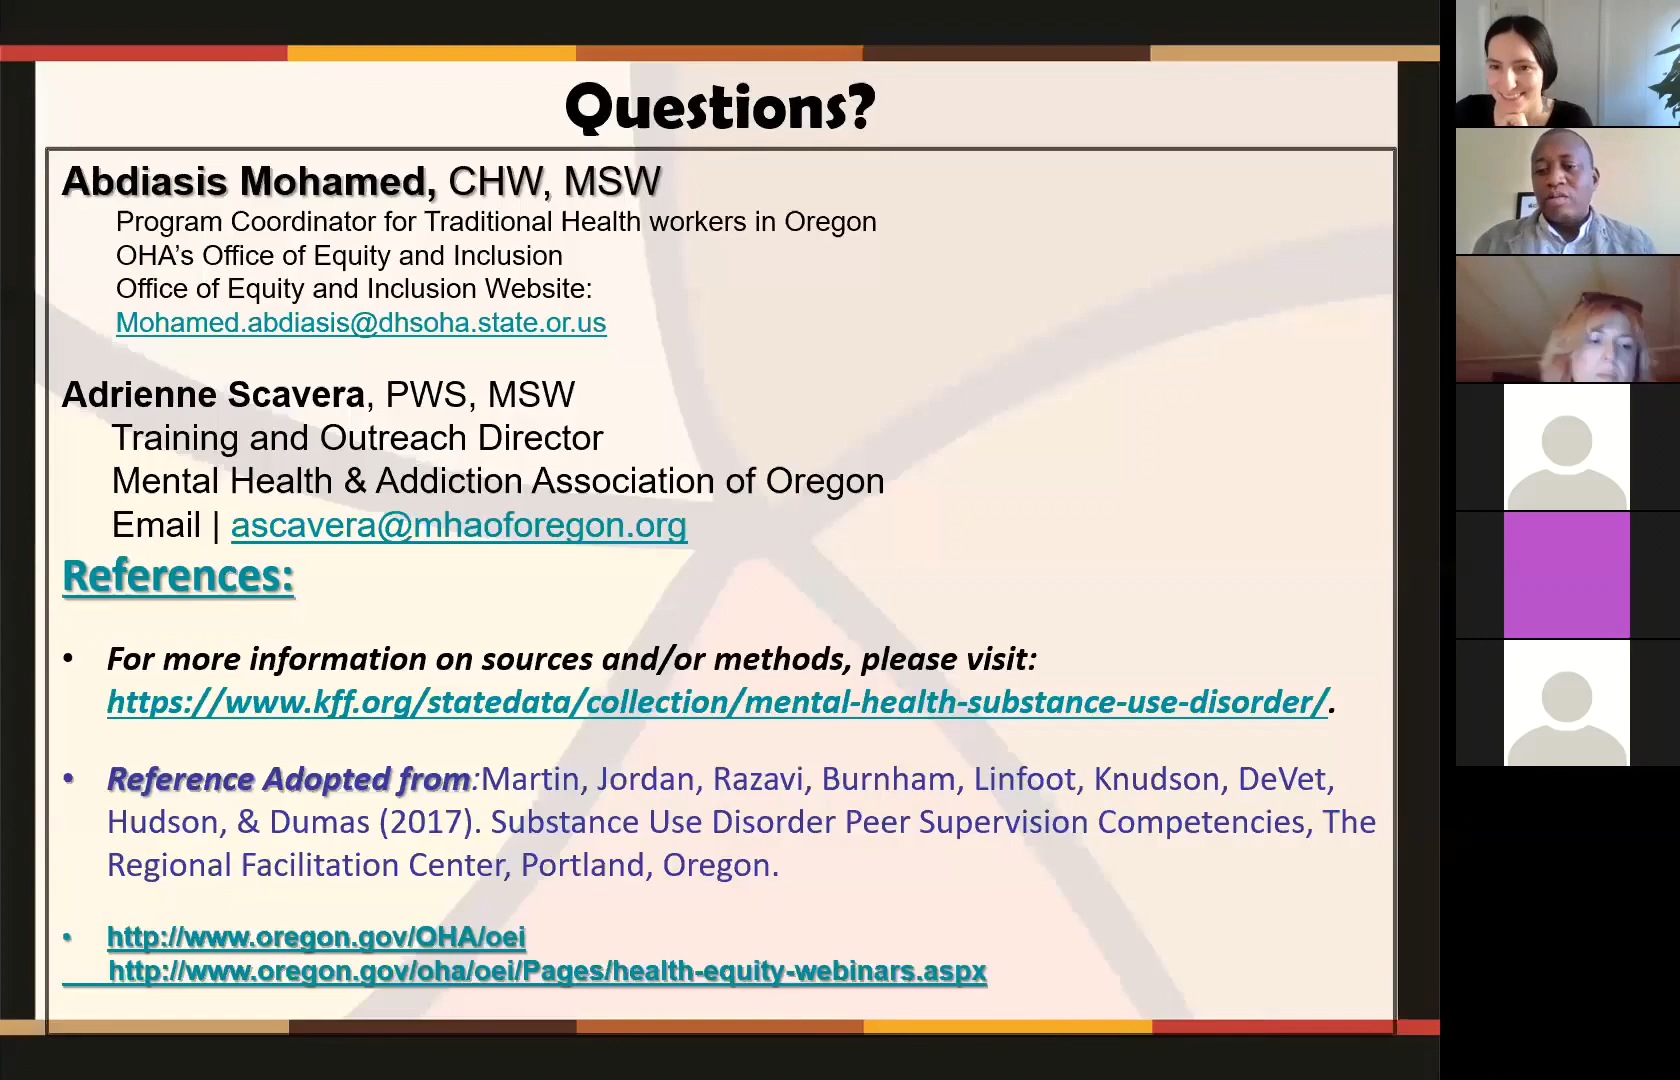 Questions?
Abdiasis Mohamed, CHW, MSW
Program Coordinator for Traditional Health workers in Oregon
OHA’s Office of Equity and Inclusion
Office of Equity and Inclusion Website:
Mohamed.abdiasis@dhsoha.state.or.us
Adrienne Scavera, PWS, MSW
Training and Outreach Director
Mental Health & Addiction Association of Oregon
Email | ascavera@mhaoforegon.org
References:
• For more information on sources and/or methods, please visit:
https://www.kff.org/statedata/collection/mental-health-substance-use-disorder/.
• Reference Adopted from:Martin, Jordan, Razavi, Burnham, Linfoot, Knudson, DeVet,
Hudson, & Dumas (2017). Substance Use Disorder Peer Supervision Competencies, The
Regional Facilitation Center, Portland, Oregon.
• http://www.oregon.gov/OHA/oei
http://www.oregon.gov/oha/oei/Pages/health-equity-webinars.aspx